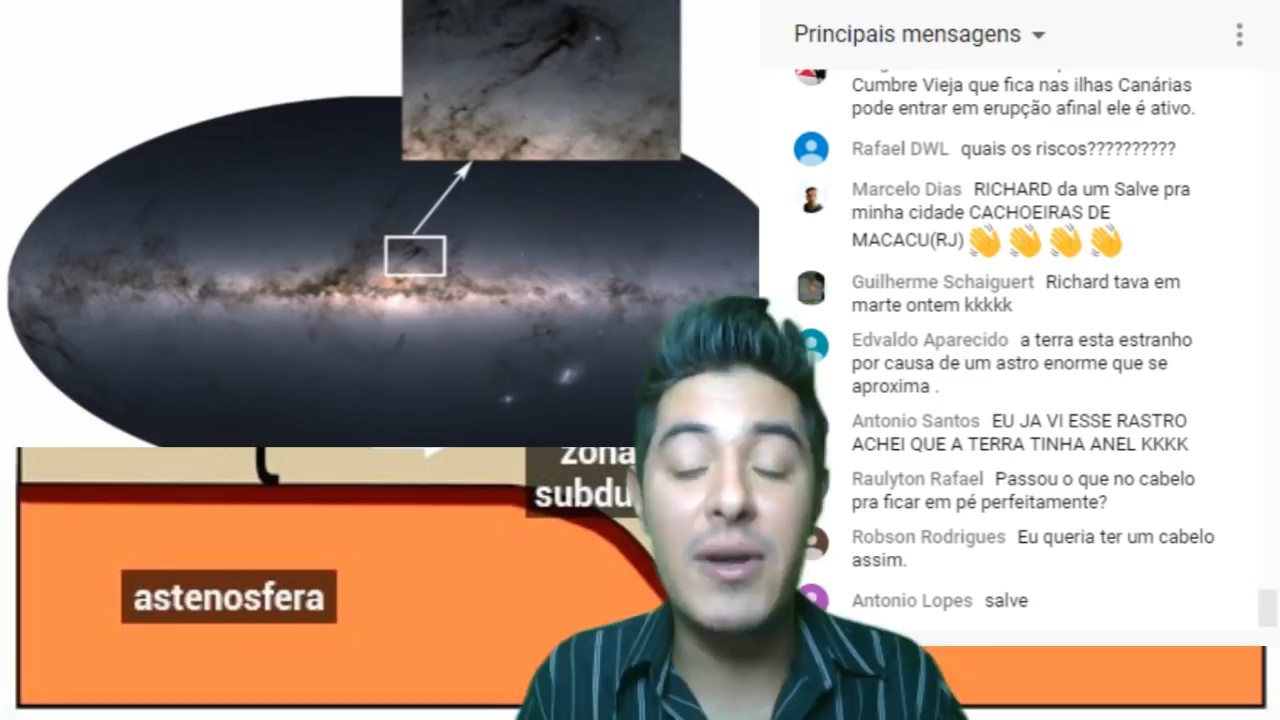 Principais mensagens
Cumbre Vieja que fica nas ilhas Canárias
pode entrar em erupção afinal ele é ativo.
Rafael DWL quais os riscos??????????
Marcelo Dias RICHARD da um Salve pra
minha cidade CACHOEIRAS DE
MACACU(RJ) 👋👋👋👋
Guilherme Schaiguert Richard tava em
marte ontem kkkkk
Edvaldo Aparecido a terra esta estranho
por causa de um astro enorme que se
aproxima .
Antonio Santos EU JA VI ESSE RASTRO
ACHEI QUE A TERRA TINHA ANEL KKKK
Raulyton Rafael Passou o que no cabelo
pra ficar em pé perfeitamente?
Robson Rodrigues Eu queria ter um cabelo
assim.
Antonio Lopes salve
zona
subdu
astenosfera